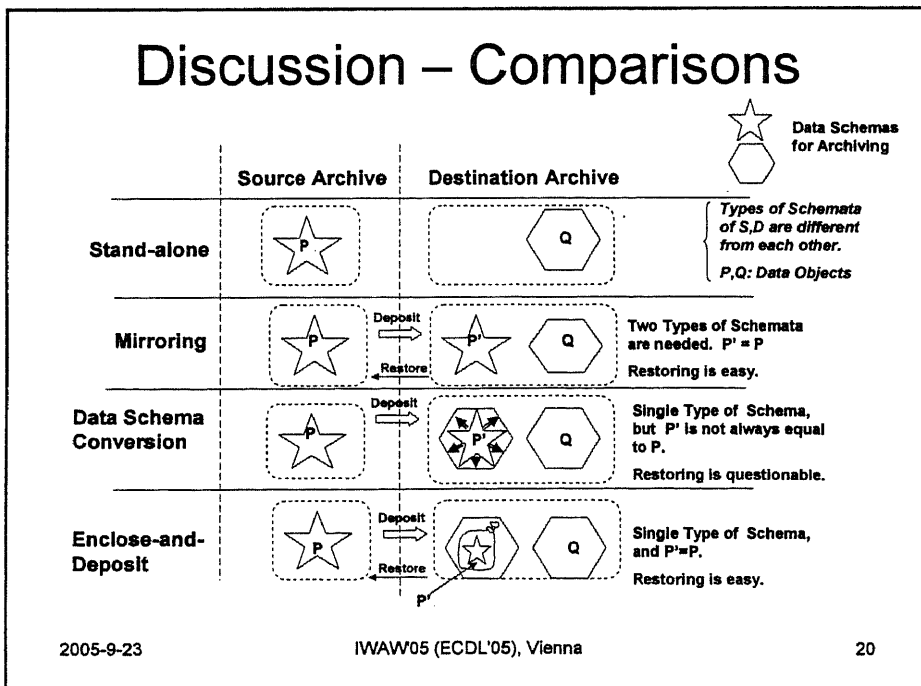 Discussion – Comparisons
Data Schemas
for Archiving
Source Archive
Destination Archive
Stand-alone
P
Q
Types of Schemata
of S,D are different
from each other.
P,Q: Data Objects
Mirroring
P
Deposit
Restore
P'
Q
Two Types of Schemata
are needed. P' = P
Restoring is easy.
Data Schema
Conversion
P
Deposit
P'
Q
Single Type of Schema,
but P' is not always equal
to P.
Restoring is questionable.
Enclose-and-
Deposit
P
Deposit
Restore
P'
Q
Single Type of Schema,
and P'=P.
Restoring is easy.
2005-9-23
IWAW'05 (ECDL'05), Vienna
20